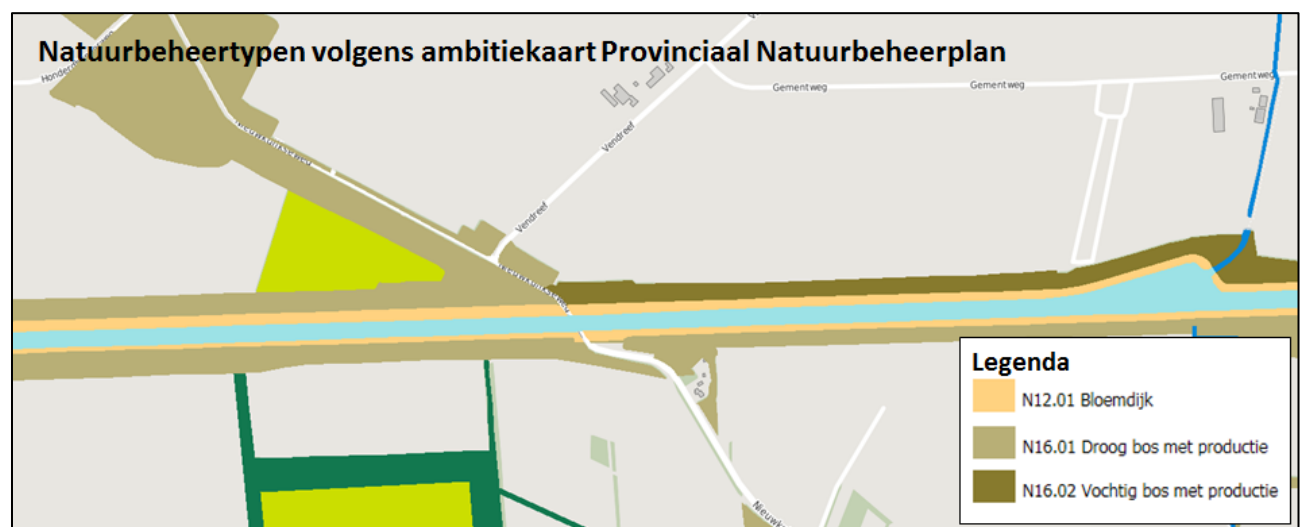 Natuurbeheertypen volgens ambitiekaart Provinciaal Natuurbeheerplan
Gementweg
Gementweg
Gementweg
Vendreef
Vendreef
Legenda
N12.01 Bloemdijk
N16.01 Droog bos met productie
N16.02 Vochtig bos met productie